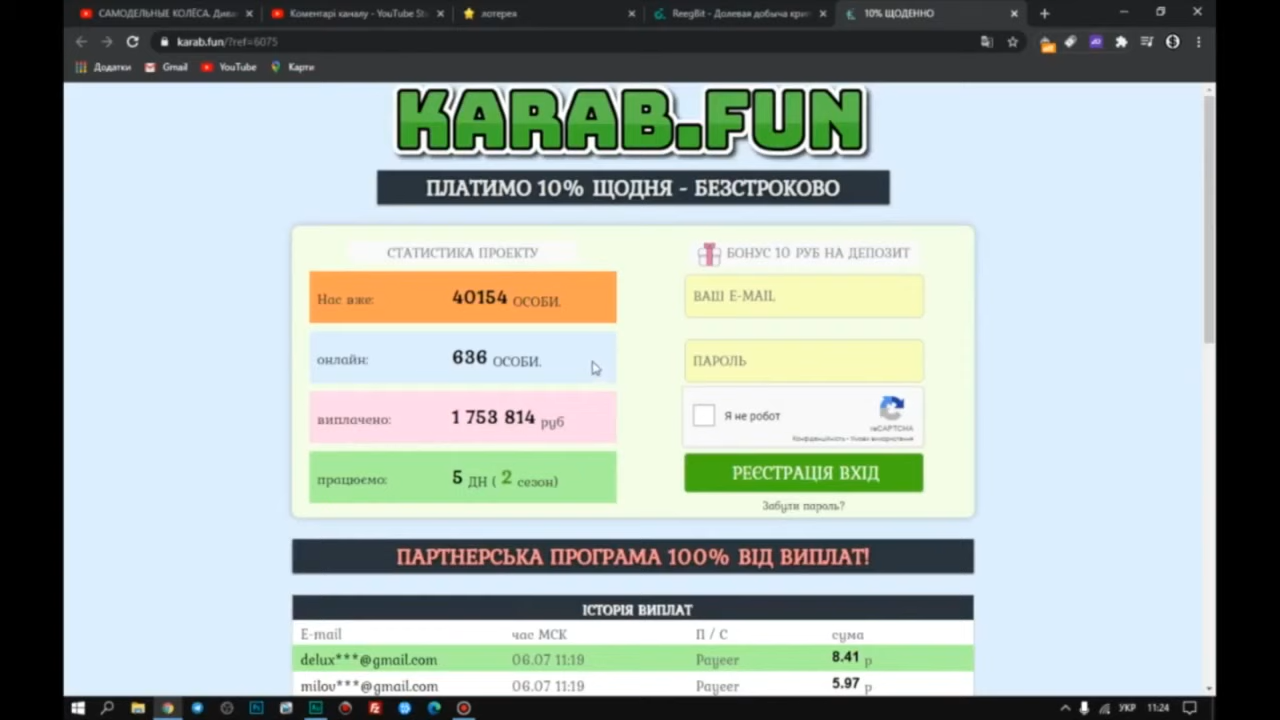 САМОДЕЛЬНЫЕ КОЛЁСА. Дива
Коментарі каналу - YouTube St
лотерея
ReegBit - Долевая добыча кри
10% ЩОДЕННО
karab.fun/?ref=6075
Додатки
Gmail
YouTube
Карти
KARAB.FUN
ПЛАТИМО 10% ЩОДНЯ - БЕЗСТРОКОВО
СТАТИСТИКА ПРОЕКТУ
Нас вже: 40154 ОСОБИ.
онлайн: 636 ОСОБИ.
виплачено: 1 753 814 руб
працюємо: 5 ДН ( 2 сезон)
БОНУС 10 РУБ НА ДЕПОЗИТ
ВАШ E-MAIL
ПАРОЛЬ
Я не робот
reCAPTCHA
Конфіденційність - Умови використання
РЕЄСТРАЦІЯ ВХІД
Забули пароль?
ПАРТНЕРСЬКА ПРОГРАМА 100% ВІД ВИПЛАТ!
ІСТОРІЯ ВИПЛАТ
E-mail час МСК П / С сума
delux***@gmail.com 06.07 11:19 Payeer 8.41 р
milov***@gmail.com 06.07 11:19 Payeer 5.97 р
УКР 11:24